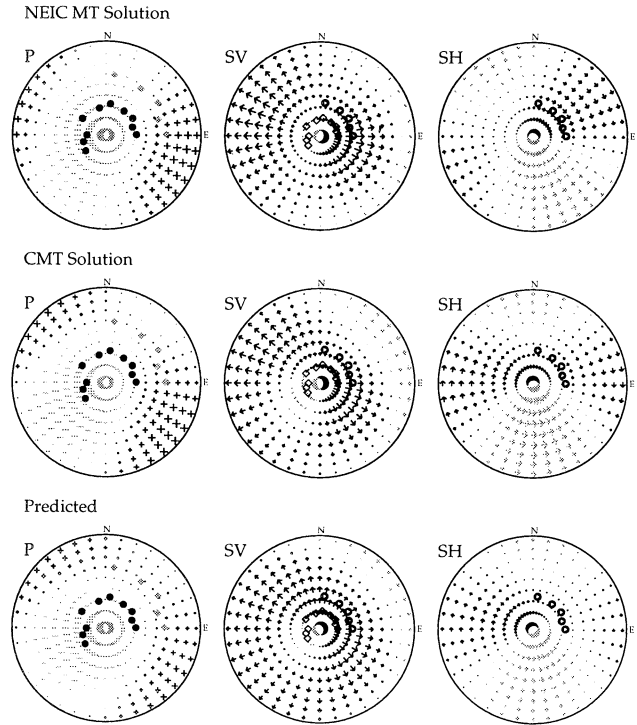 NEIC MT Solution
P N E
SV N
SH N E
CMT Solution
P N E
SV N
SH N E
Predicted
P N E
SV N
SH N E